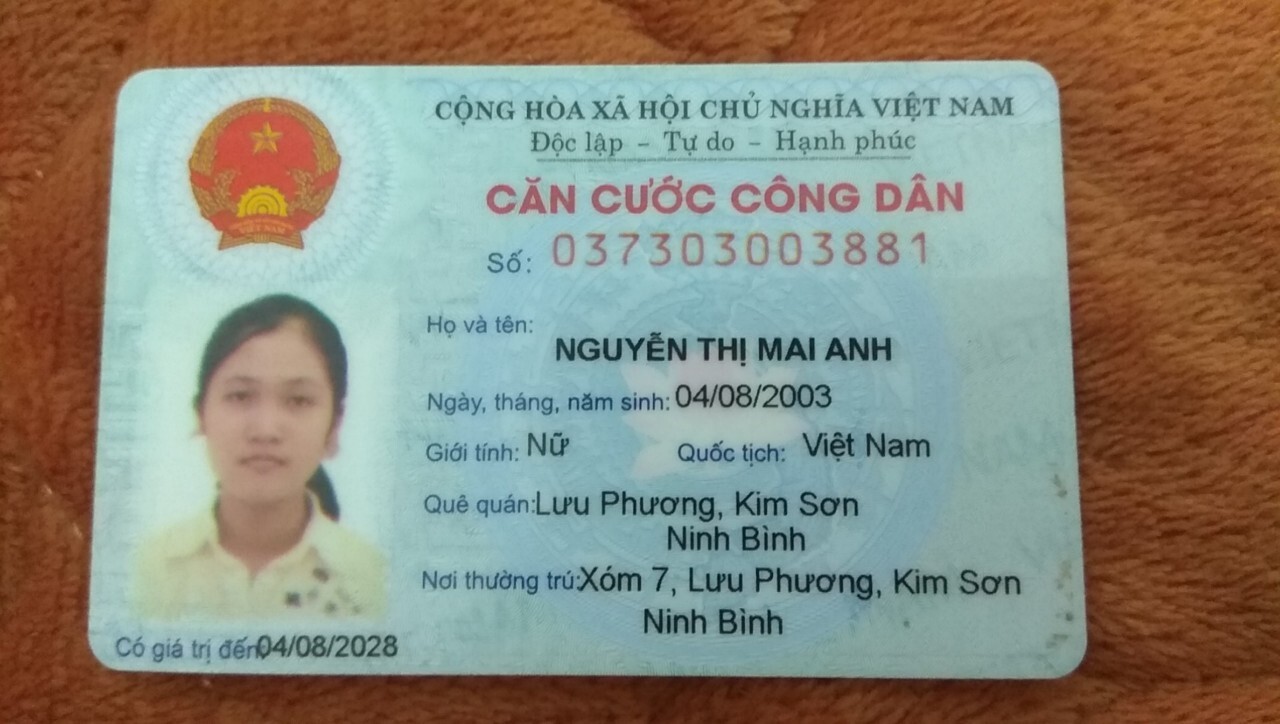 CỘNG HÒA XÃ HỘI CHỦ NGHĨA VIỆT NAM
Độc lập - Tự do - Hạnh phúc
CĂN CƯỚC CÔNG DÂN
Số: 037303003881
Họ và tên:
NGUYỄN THỊ MAI ANH
Ngày, tháng, năm sinh: 04/08/2003
Giới tính: Nữ Quốc tịch: Việt Nam
Quê quán: Lưu Phương, Kim Sơn
Ninh Bình
Nơi thường trú: Xóm 7, Lưu Phương, Kim Sơn
Ninh Bình
Có giá trị đến: 04/08/2028